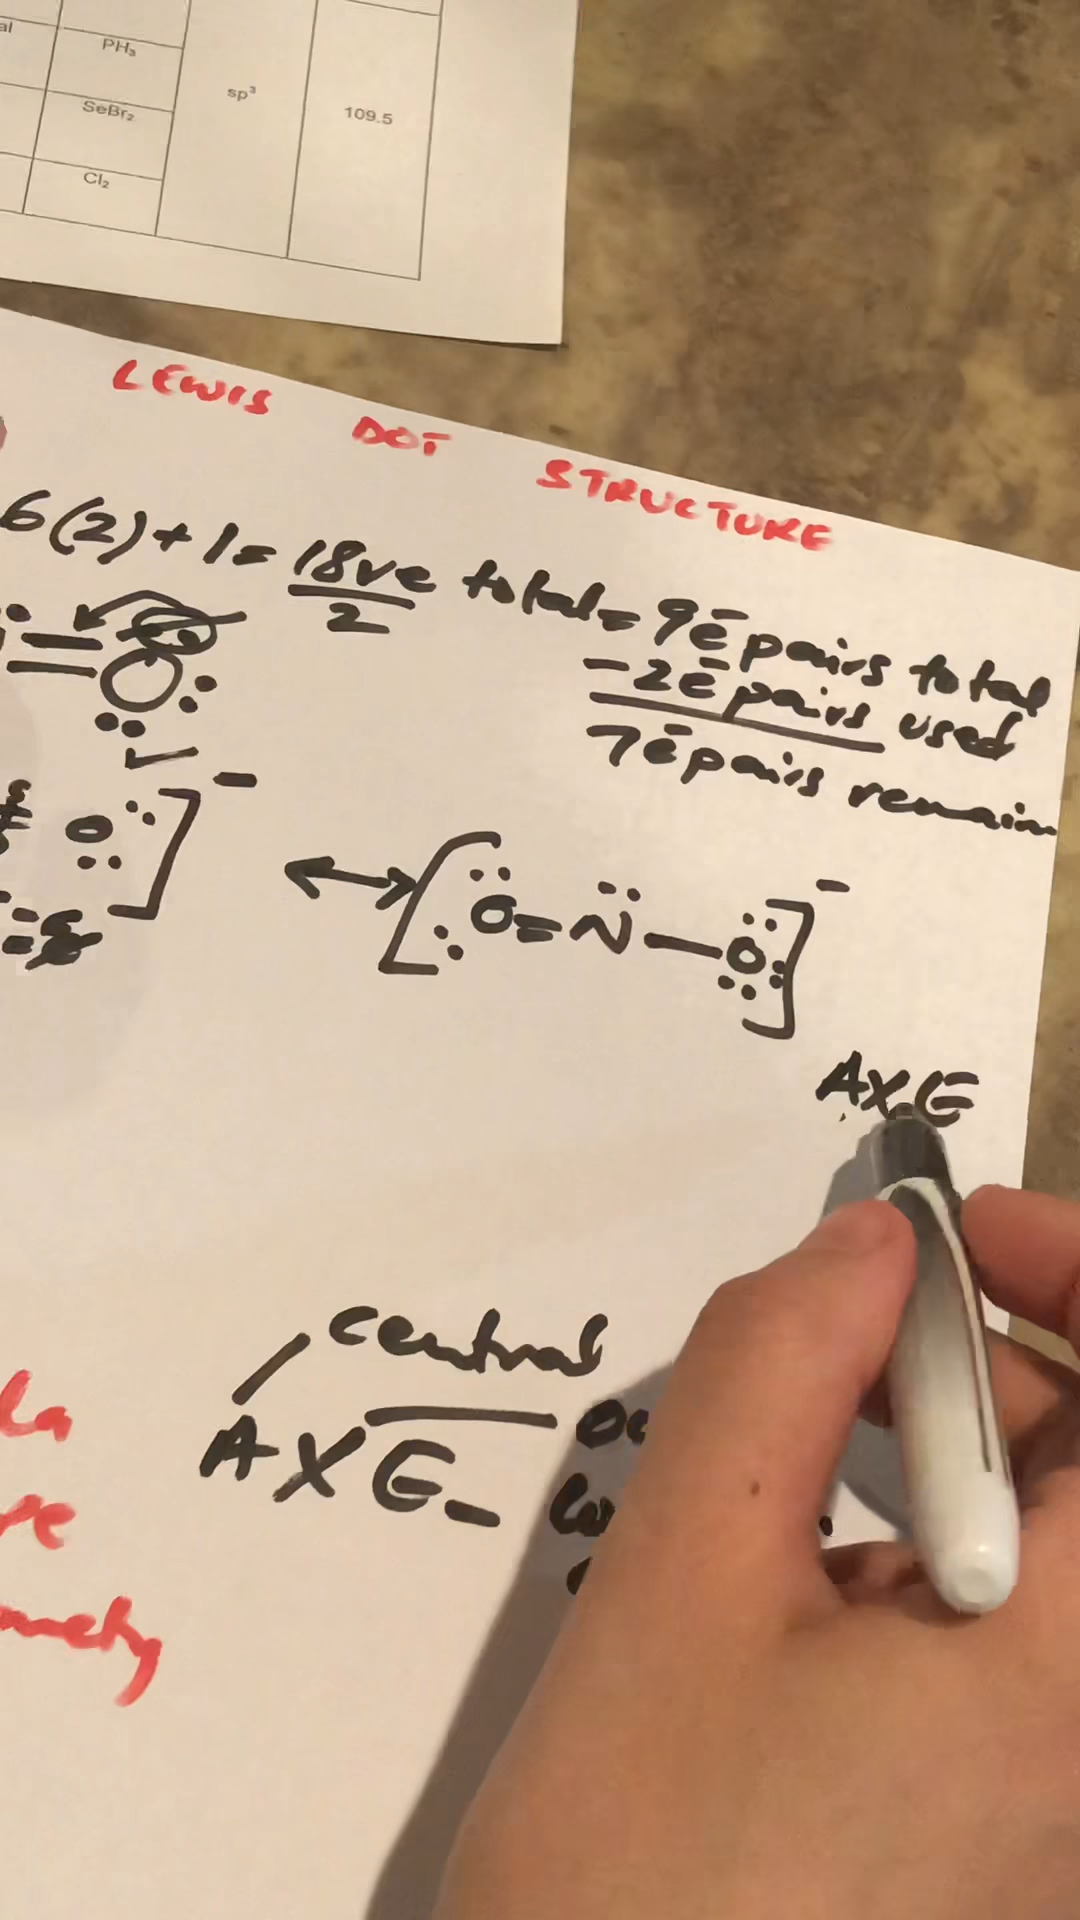 PH₃
SeBr₂
Cl₂
sp³
109.5
LEWIS DOT STRUCTURE
6(2)+1= 18ve total= 9ē pairs total
2
-2ē pairs used
7ē pairs remain
O
O ] -
↔ [O=N—O] -
AXE
central
AXE